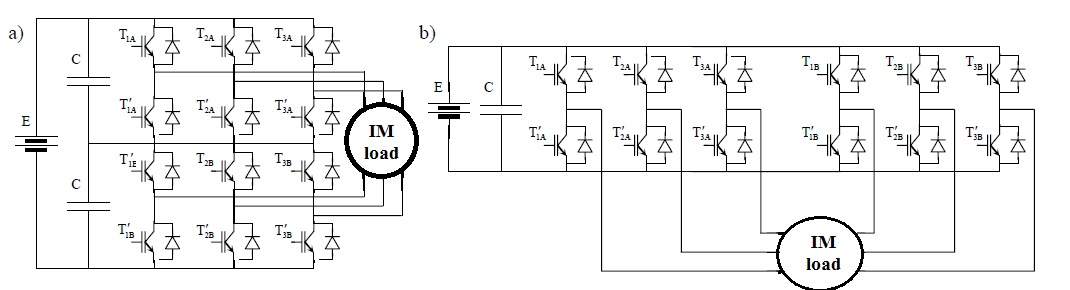 a)
T1A T2A T3A
C
T′1A T′2A T′3A
E
IM
load
T′1E T2B T3B
C
T′1B T′2B T′3B
b)
T1A T2A T3A T1B T2B T3B
E C
T′1A T′2A T′3A T′1B T′2B T′3B
IM
load